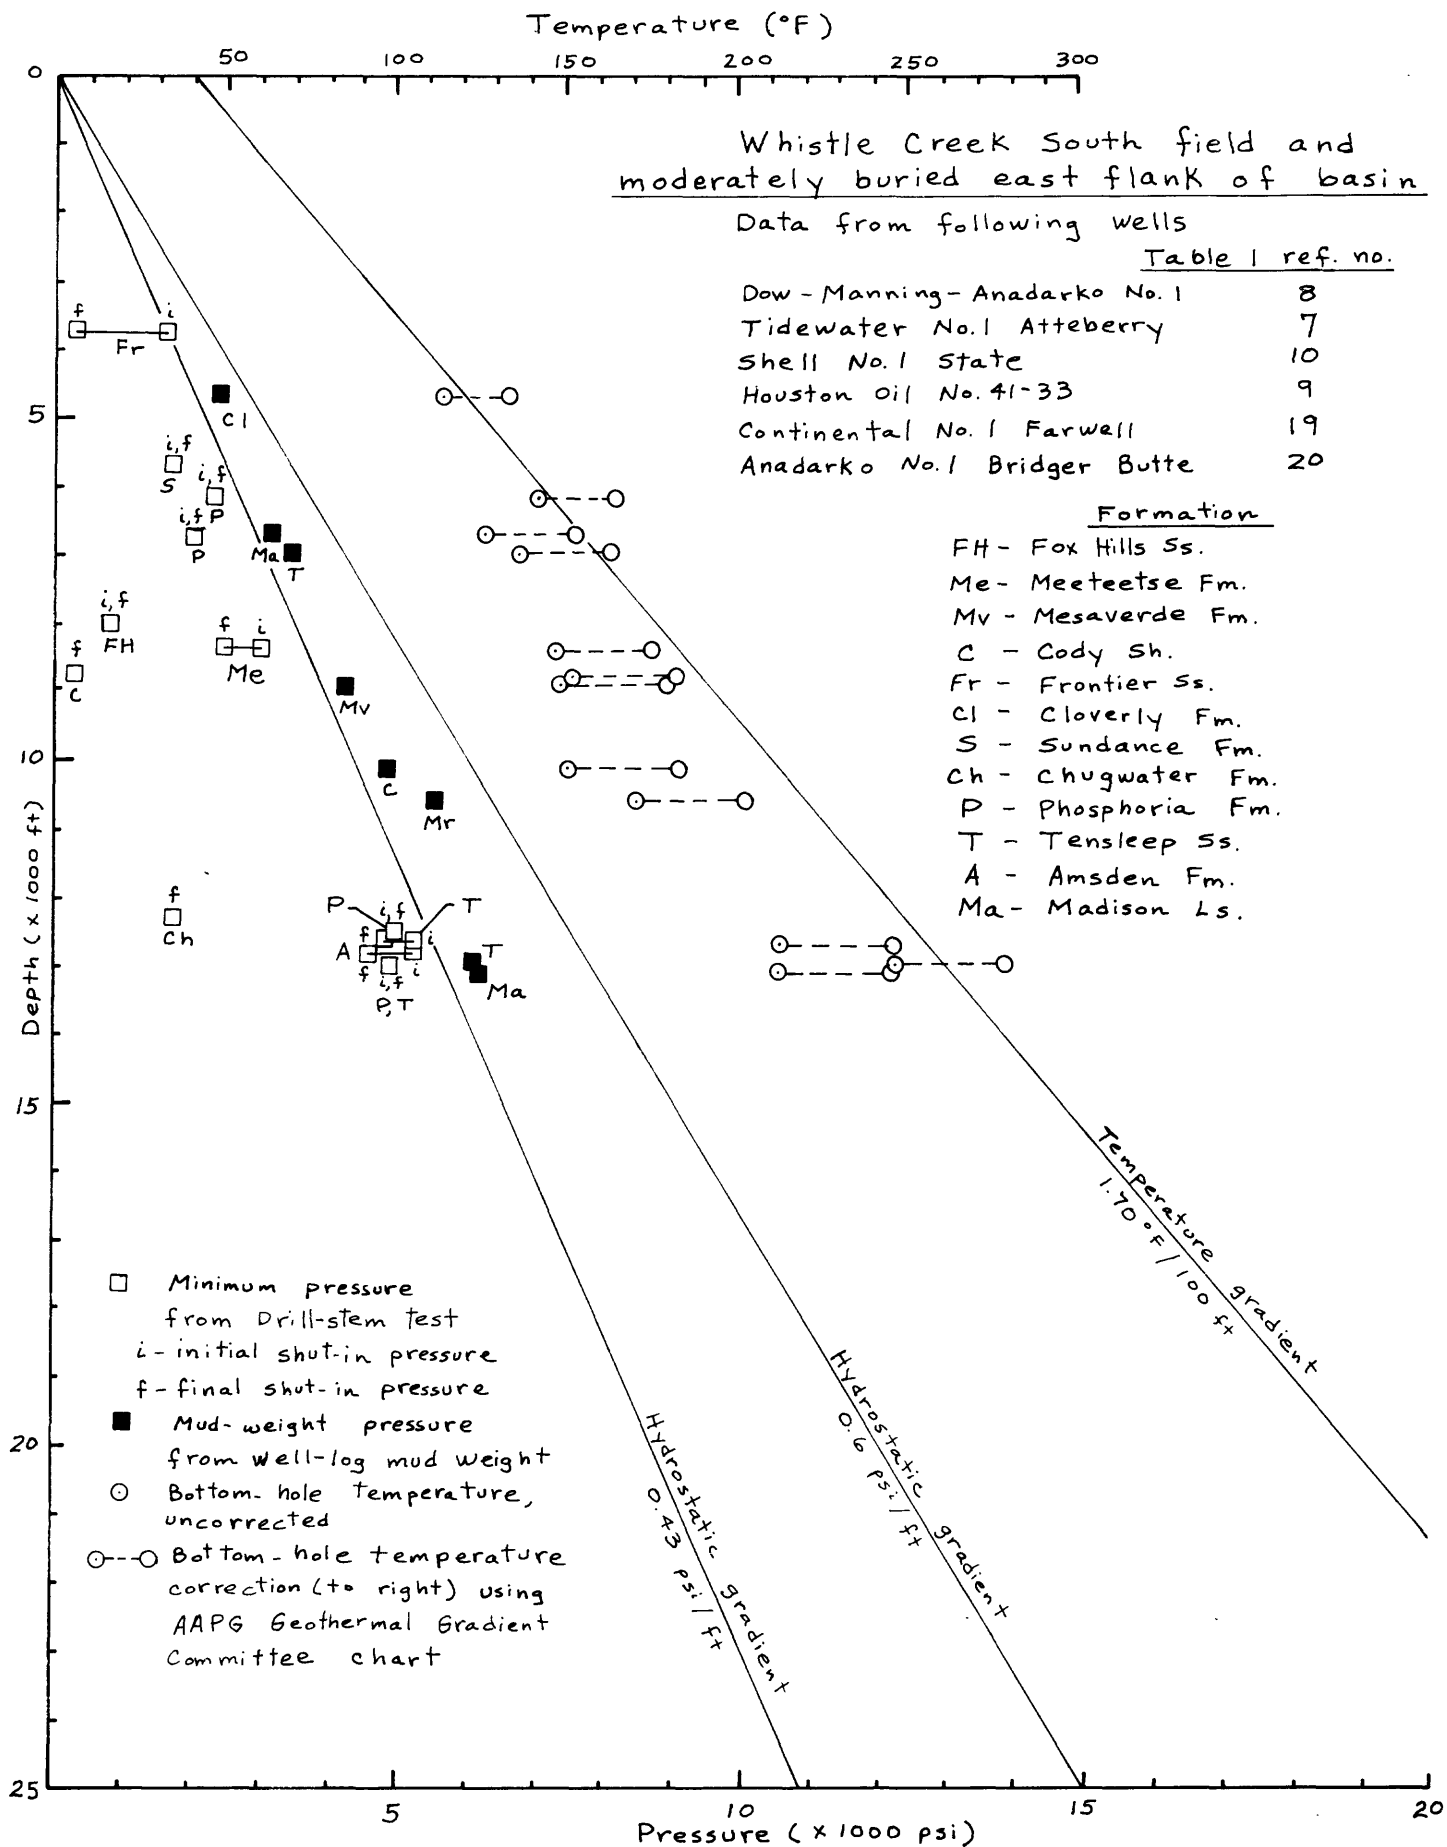 Temperature (°F)
50 100 150 200 250 300
0
Whistle Creek South field and
moderately buried east flank of basin
Data from following wells
Table 1 ref. no.
Dow - Manning - Anadarko No. 1 8
Tidewater No. 1 Atteberry 7
Shell No. 1 State 10
Houston Oil No. 41-33 9
Continental No. 1 Farwell 19
Anadarko No. 1 Bridger Butte 20
Formation
FH - Fox Hills Ss.
Me - Meeteetse Fm.
Mv - Mesaverde Fm.
C - Cody Sh.
Fr - Frontier Ss.
Cl - Cloverly Fm.
S - Sundance Fm.
Ch - Chugwater Fm.
P - Phosphoria Fm.
T - Tensleep Ss.
A - Amsden Fm.
Ma - Madison Ls.
f i
Fr
Cl
5
i, f
S
i, f
P
i, f
P
Ma
T
i, f
FH
f i
Me
f
C
Mv
10
C
Mr
f
Ch
P
i, f
T
f
i
A
f
i, f
i
P, T
T
Ma
Depth (x 1000 ft)
15
Temperature gradient
1.70 °F / 100 ft
Hydrostatic gradient
0.6 psi / ft
Hydrostatic gradient
0.43 psi / ft
Minimum pressure
from Drill-stem test
i - initial shut-in pressure
f - final shut-in pressure
Mud-weight pressure
from well-log mud weight
Bottom-hole temperature,
uncorrected
Bottom-hole temperature
correction (to right) using
AAPG Geothermal Gradient
Committee chart
20
25
5 10 15 20
Pressure (x 1000 psi)